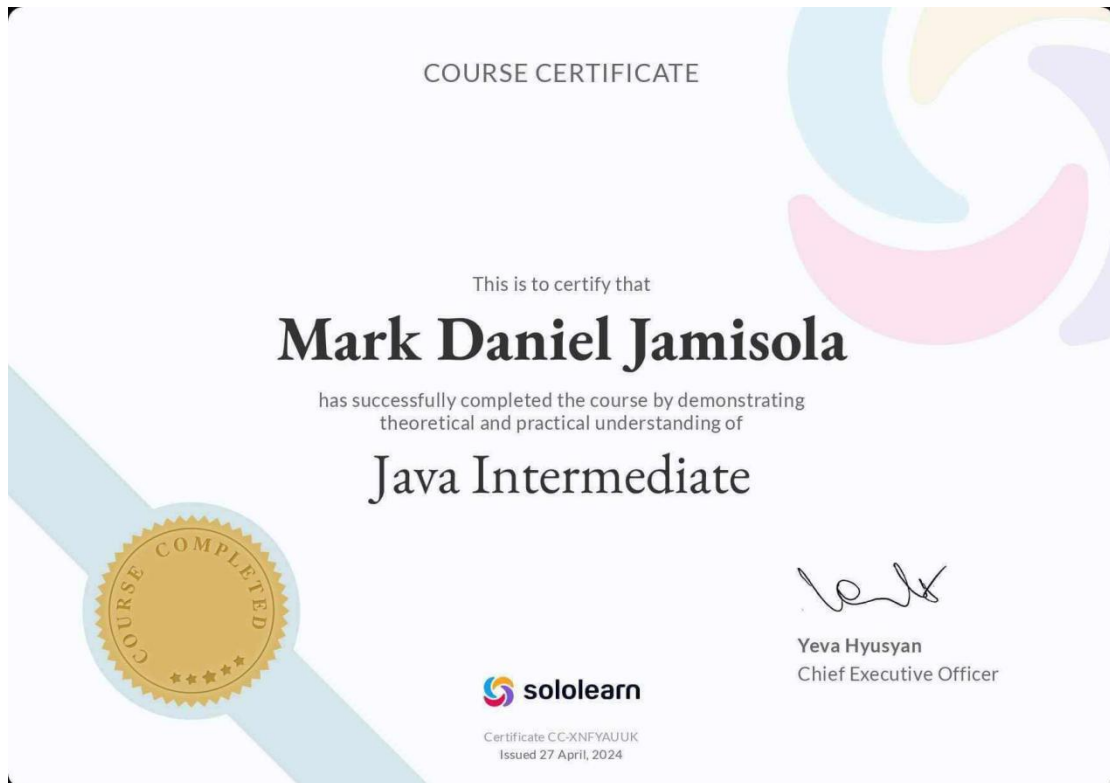 COURSE CERTIFICATE
This is to certify that
Mark Daniel Jamisola
has successfully completed the course by demonstrating
theoretical and practical understanding of
Java Intermediate
COURSE COMPLETED
Yeva Hyusyan
Chief Executive Officer
sololearn
Certificate CC-XNFYAUUK
Issued 27 April, 2024